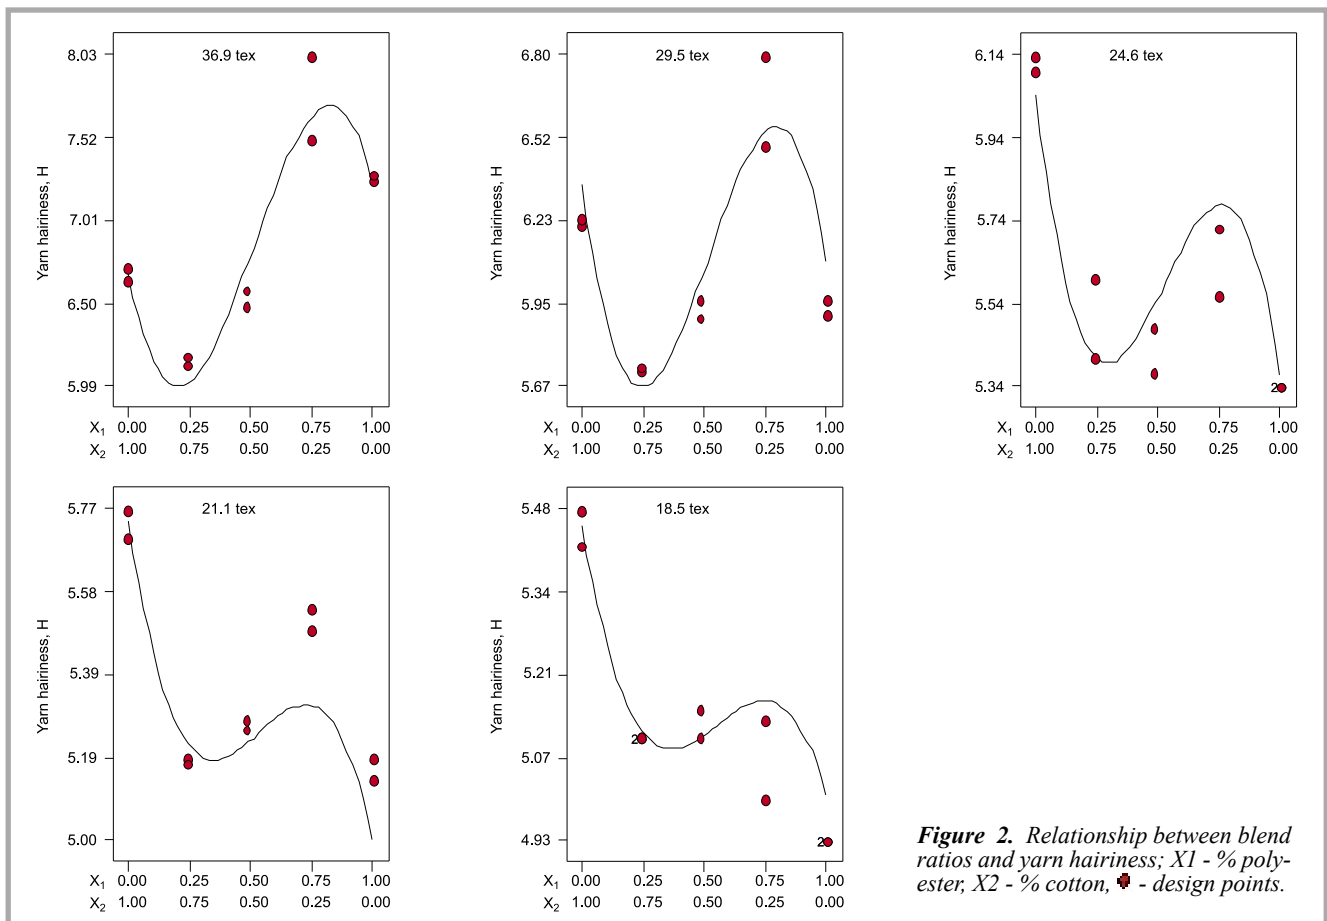 36.9 tex
8.03
7.52
7.01
6.50
5.99
Yarn hairiness, H
X1 0.00 0.25 0.50 0.75 1.00
X2 1.00 0.75 0.50 0.25 0.00
29.5 tex
6.80
6.52
6.23
5.95
5.67
Yarn hairiness, H
X1 0.00 0.25 0.50 0.75 1.00
X2 1.00 0.75 0.50 0.25 0.00
24.6 tex
6.14
5.94
5.74
5.54
5.34
Yarn hairiness, H
2
X1 0.00 0.25 0.50 0.75 1.00
X2 1.00 0.75 0.50 0.25 0.00
21.1 tex
5.77
5.58
5.39
5.19
5.00
Yarn hairiness, H
X1 0.00 0.25 0.50 0.75 1.00
X2 1.00 0.75 0.50 0.25 0.00
18.5 tex
5.48
5.34
5.21
5.07
4.93
Yarn hairiness, H
2
2
X1 0.00 0.25 0.50 0.75 1.00
X2 1.00 0.75 0.50 0.25 0.00
Figure 2. Relationship between blend
ratios and yarn hairiness; X1 - % poly-
ester, X2 - % cotton, - design points.